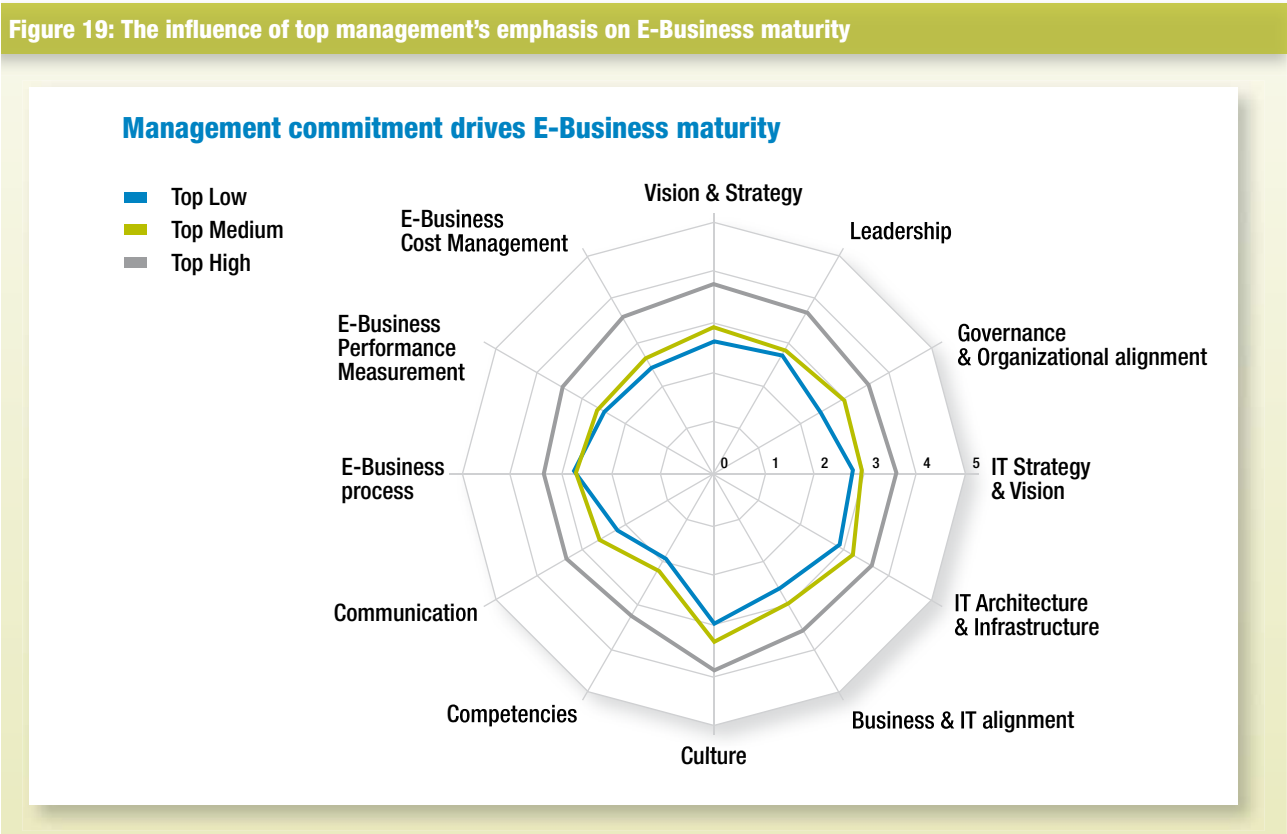 Figure 19: The influence of top management's emphasis on E-Business maturity
Management commitment drives E-Business maturity
Top Low
Top Medium
Top High
Vision & Strategy
Leadership
Governance
& Organizational alignment
IT Strategy
& Vision
IT Architecture
& Infrastructure
Business & IT alignment
Culture
Competencies
Communication
E-Business
process
E-Business
Performance
Measurement
E-Business
Cost Management
0 1 2 3 4 5